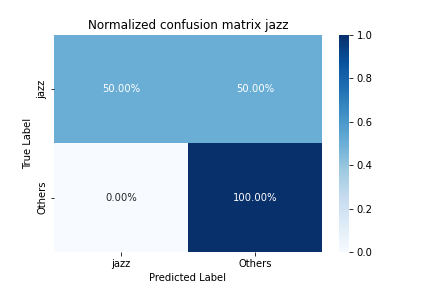 Normalized confusion matrix jazz
1.0
jazz
50.00%
50.00%
0.8
0.6
True Label
0.4
Others
0.00%
100.00%
0.2
0.0
jazz
Others
Predicted Label